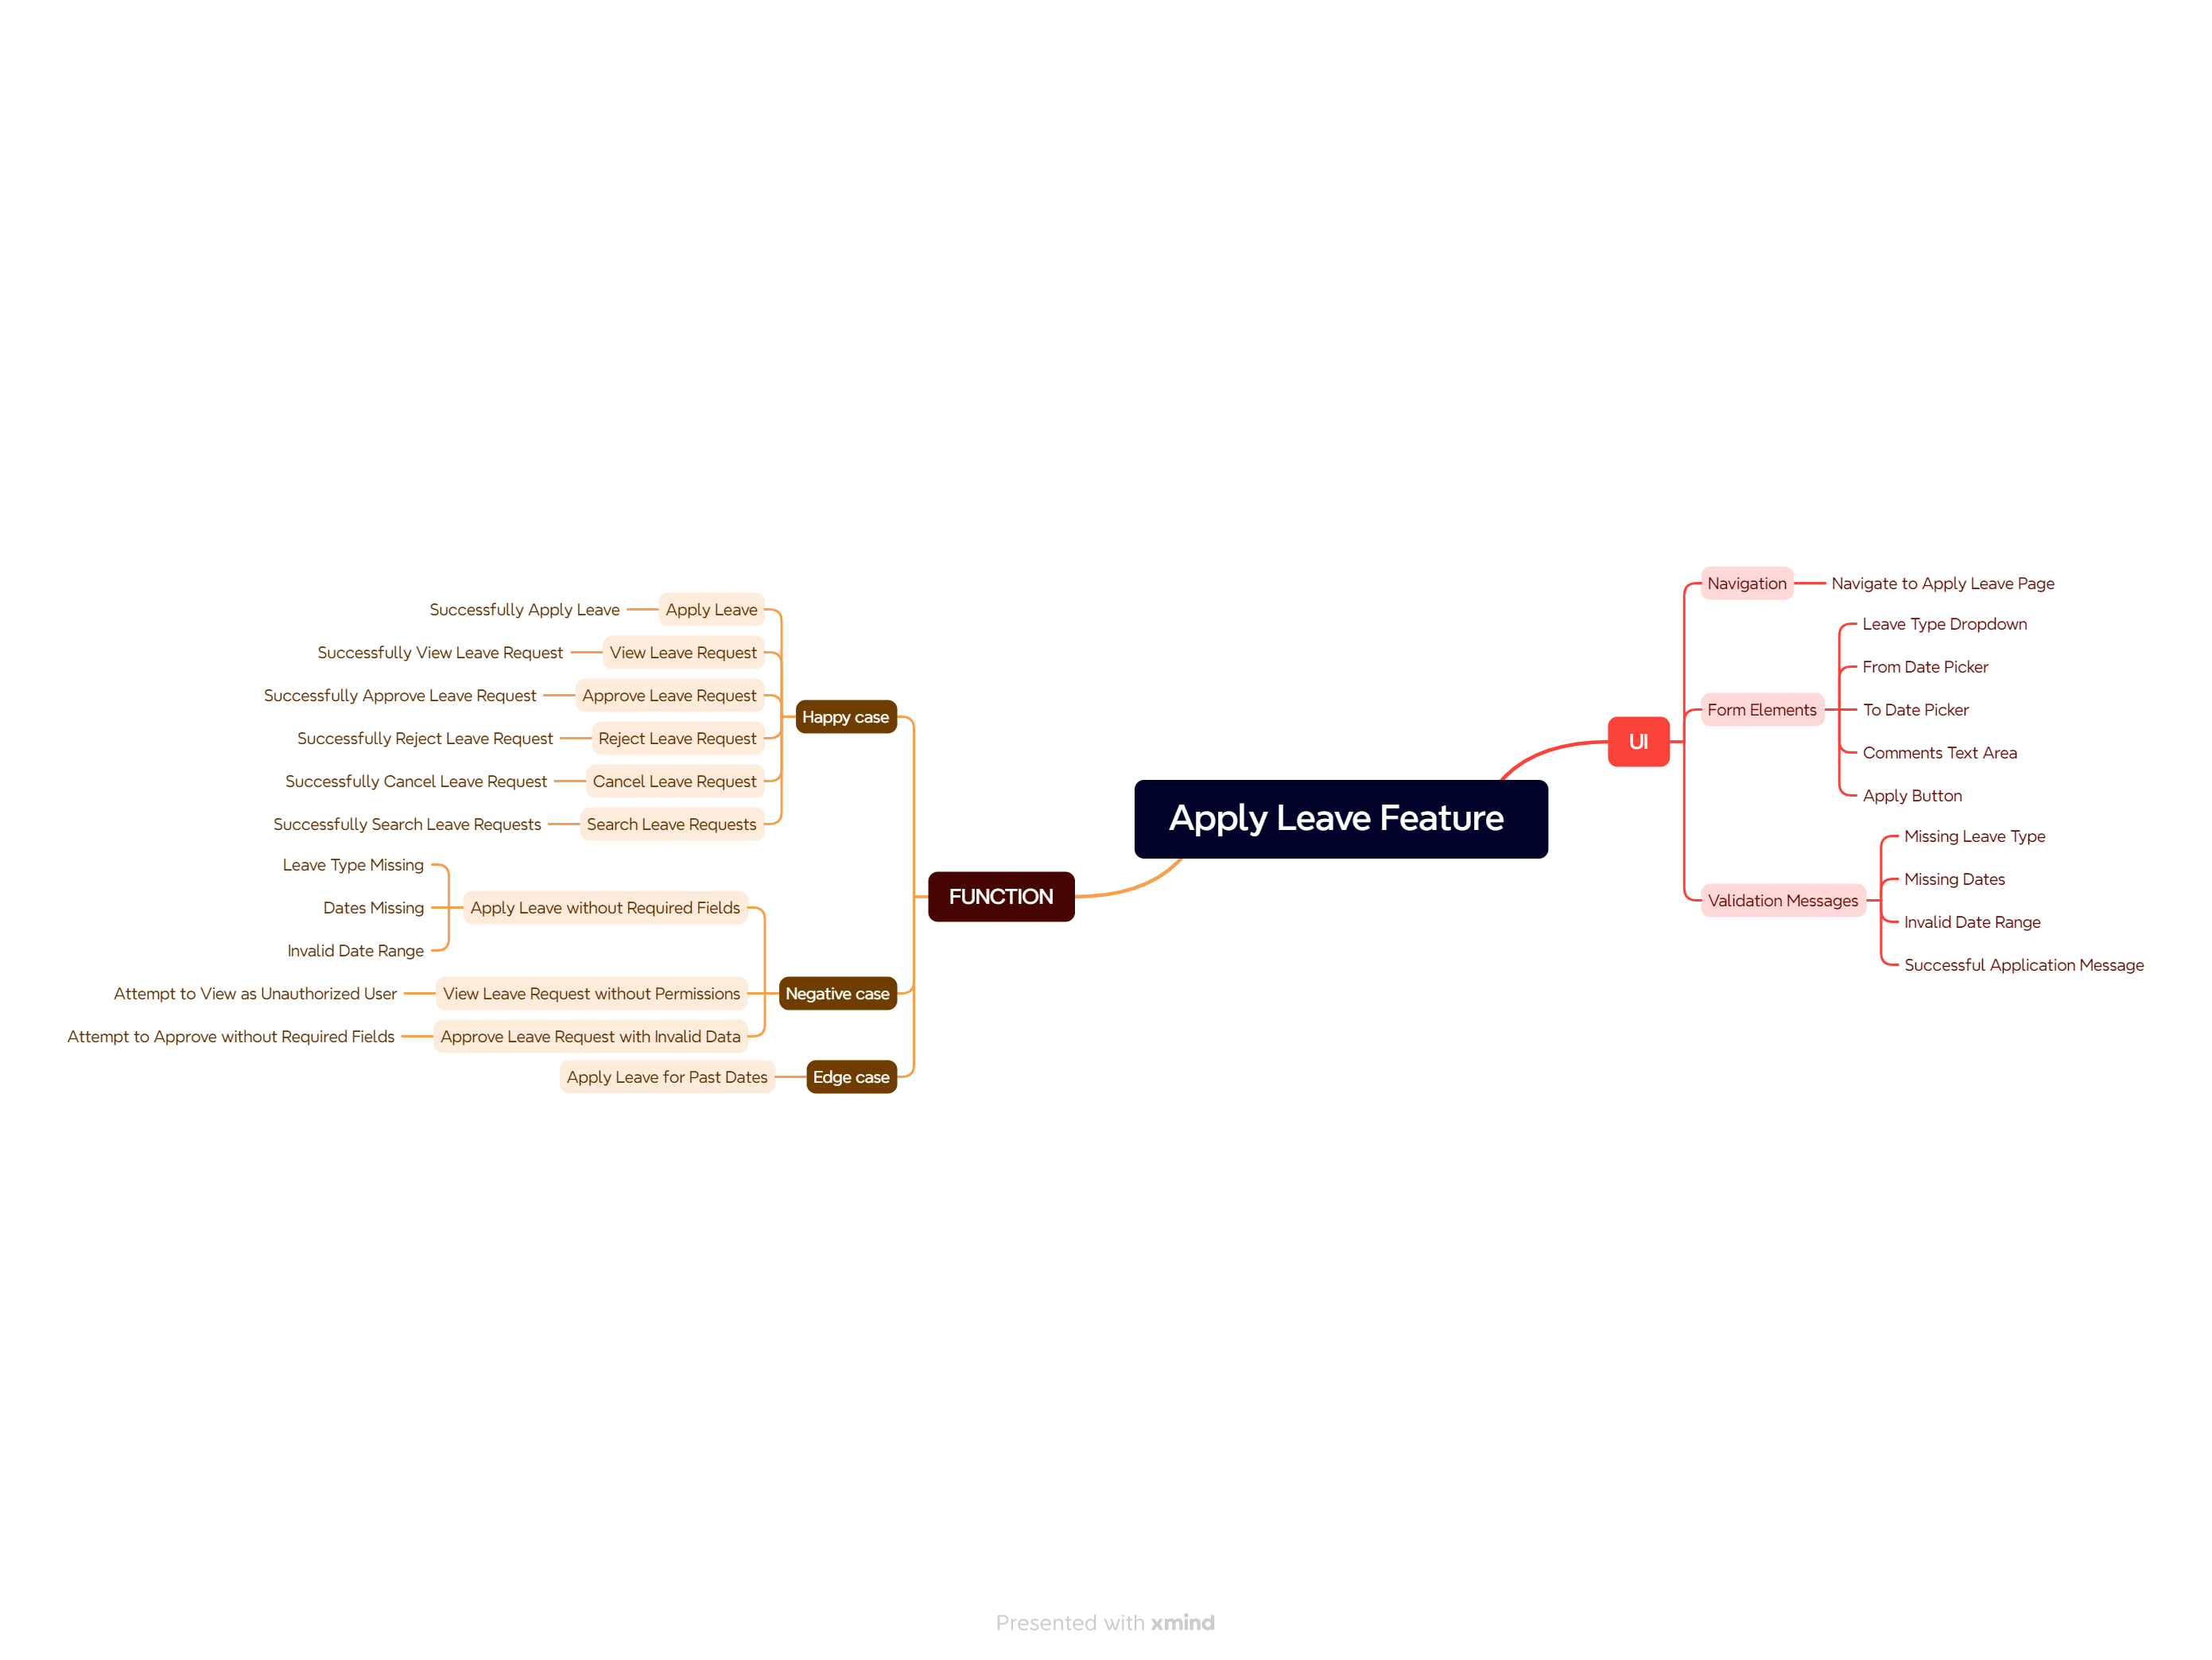 Apply Leave Feature
UI
Navigation
Navigate to Apply Leave Page
Form Elements
Leave Type Dropdown
From Date Picker
To Date Picker
Comments Text Area
Apply Button
Validation Messages
Missing Leave Type
Missing Dates
Invalid Date Range
Successful Application Message
FUNCTION
Happy case
Apply Leave
Successfully Apply Leave
View Leave Request
Successfully View Leave Request
Approve Leave Request
Successfully Approve Leave Request
Reject Leave Request
Successfully Reject Leave Request
Cancel Leave Request
Successfully Cancel Leave Request
Search Leave Requests
Successfully Search Leave Requests
Negative case
Apply Leave without Required Fields
Leave Type Missing
Dates Missing
Invalid Date Range
View Leave Request without Permissions
Attempt to View as Unauthorized User
Approve Leave Request with Invalid Data
Attempt to Approve without Required Fields
Edge case
Apply Leave for Past Dates
Presented with xmind